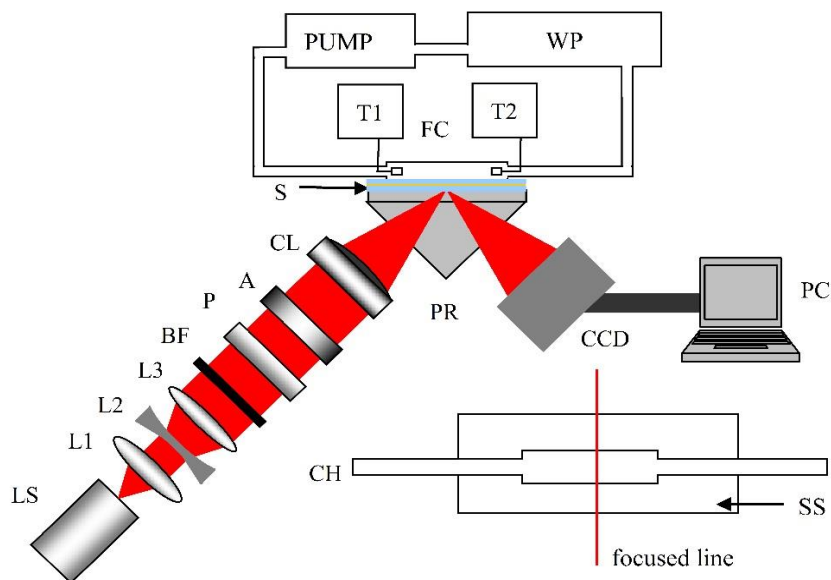 PUMP
WP
T1
T2
FC
S
CL
A
P
BF
L3
L2
L1
LS
PR
CCD
PC
CH
SS
focused line